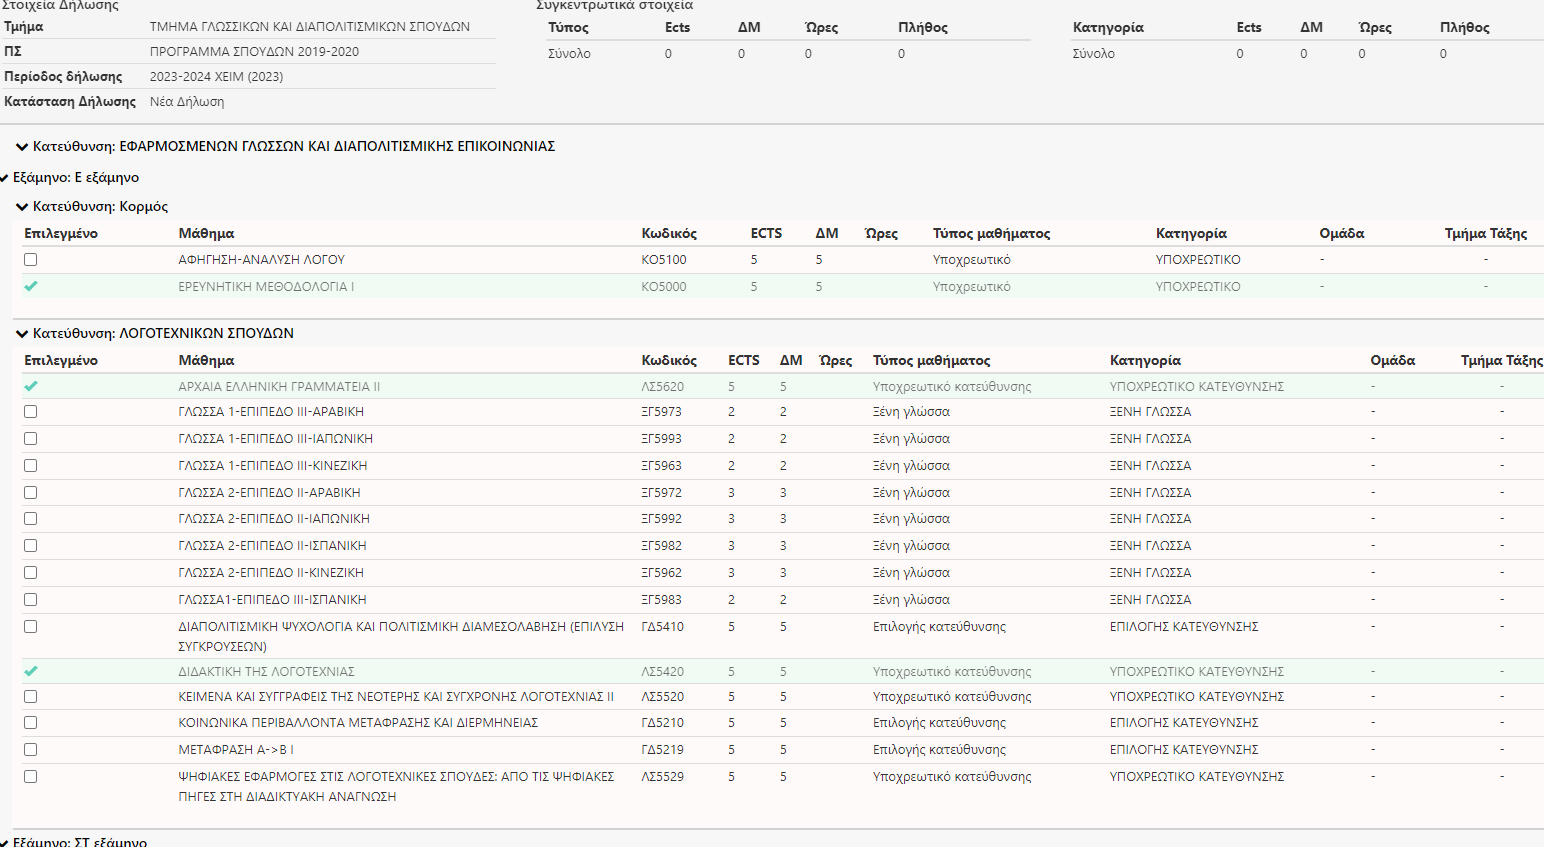 Στοιχεία Δήλωσης Συγκεντρωτικά στοιχεία
Τμήμα ΤΜΗΜΑ ΓΛΩΣΣΙΚΩΝ ΚΑΙ ΔΙΑΠΟΛΙΤΙΣΜΙΚΩΝ ΣΠΟΥΔΩΝ Τύπος Ects ΔΜ Ώρες Πλήθος Κατηγορία Ects ΔΜ Ώρες Πλήθος
ΠΣ ΠΡΟΓΡΑΜΜΑ ΣΠΟΥΔΩΝ 2019-2020 Σύνολο 0 0 0 0 Σύνολο 0 0 0 0
Περίοδος δήλωσης 2023-2024 ΧΕΙΜ (2023)
Κατάσταση Δήλωσης Νέα Δήλωση
Κατεύθυνση: ΕΦΑΡΜΟΣΜΕΝΩΝ ΓΛΩΣΣΩΝ ΚΑΙ ΔΙΑΠΟΛΙΤΙΣΜΙΚΗΣ ΕΠΙΚΟΙΝΩΝΙΑΣ
Εξάμηνο: Ε εξάμηνο
Κατεύθυνση: Κορμός
Επιλεγμένο Μάθημα Κωδικός ECTS ΔΜ Ώρες Τύπος μαθήματος Κατηγορία Ομάδα Τμήμα Τάξης
ΑΦΗΓΗΣΗ-ΑΝΑΛΥΣΗ ΛΟΓΟΥ ΚΟ5100 5 5 Υποχρεωτικό ΥΠΟΧΡΕΩΤΙΚΟ - -
ΕΡΕΥΝΗΤΙΚΗ ΜΕΘΟΔΟΛΟΓΙΑ Ι ΚΟ5000 5 5 Υποχρεωτικό ΥΠΟΧΡΕΩΤΙΚΟ - -
Κατεύθυνση: ΛΟΓΟΤΕΧΝΙΚΩΝ ΣΠΟΥΔΩΝ
Επιλεγμένο Μάθημα Κωδικός ECTS ΔΜ Ώρες Τύπος μαθήματος Κατηγορία Ομάδα Τμήμα Τάξης
ΑΡΧΑΙΑ ΕΛΛΗΝΙΚΗ ΓΡΑΜΜΑΤΕΙΑ ΙΙ ΛΣ5620 5 5 Υποχρεωτικό κατεύθυνσης ΥΠΟΧΡΕΩΤΙΚΟ ΚΑΤΕΥΘΥΝΣΗΣ - -
ΓΛΩΣΣΑ 1-ΕΠΙΠΕΔΟ ΙΙΙ-ΑΡΑΒΙΚΗ ΞΓ5973 2 2 Ξένη γλώσσα ΞΕΝΗ ΓΛΩΣΣΑ - -
ΓΛΩΣΣΑ 1-ΕΠΙΠΕΔΟ ΙΙΙ-ΙΑΠΩΝΙΚΗ ΞΓ5993 2 2 Ξένη γλώσσα ΞΕΝΗ ΓΛΩΣΣΑ - -
ΓΛΩΣΣΑ 1-ΕΠΙΠΕΔΟ ΙΙΙ-ΚΙΝΕΖΙΚΗ ΞΓ5963 2 2 Ξένη γλώσσα ΞΕΝΗ ΓΛΩΣΣΑ - -
ΓΛΩΣΣΑ 2-ΕΠΙΠΕΔΟ ΙΙ-ΑΡΑΒΙΚΗ ΞΓ5972 3 3 Ξένη γλώσσα ΞΕΝΗ ΓΛΩΣΣΑ - -
ΓΛΩΣΣΑ 2-ΕΠΙΠΕΔΟ ΙΙ-ΙΑΠΩΝΙΚΗ ΞΓ5992 3 3 Ξένη γλώσσα ΞΕΝΗ ΓΛΩΣΣΑ - -
ΓΛΩΣΣΑ 2-ΕΠΙΠΕΔΟ ΙΙ-ΙΣΠΑΝΙΚΗ ΞΓ5982 3 3 Ξένη γλώσσα ΞΕΝΗ ΓΛΩΣΣΑ - -
ΓΛΩΣΣΑ 2-ΕΠΙΠΕΔΟ ΙΙ-ΚΙΝΕΖΙΚΗ ΞΓ5962 3 3 Ξένη γλώσσα ΞΕΝΗ ΓΛΩΣΣΑ - -
ΓΛΩΣΣΑ1-ΕΠΙΠΕΔΟ ΙΙΙ-ΙΣΠΑΝΙΚΗ ΞΓ5983 2 2 Ξένη γλώσσα ΞΕΝΗ ΓΛΩΣΣΑ - -
ΔΙΑΠΟΛΙΤΙΣΜΙΚΗ ΨΥΧΟΛΟΓΙΑ ΚΑΙ ΠΟΛΙΤΙΣΜΙΚΗ ΔΙΑΜΕΣΟΛΑΒΗΣΗ (ΕΠΙΛΥΣΗ ΓΔ5410 5 5 Επιλογής κατεύθυνσης ΕΠΙΛΟΓΗΣ ΚΑΤΕΥΘΥΝΣΗΣ - -
ΣΥΓΚΡΟΥΣΕΩΝ)
ΔΙΔΑΚΤΙΚΗ ΤΗΣ ΛΟΓΟΤΕΧΝΙΑΣ ΛΣ5420 5 5 Υποχρεωτικό κατεύθυνσης ΥΠΟΧΡΕΩΤΙΚΟ ΚΑΤΕΥΘΥΝΣΗΣ - -
ΚΕΙΜΕΝΑ ΚΑΙ ΣΥΓΓΡΑΦΕΙΣ ΤΗΣ ΝΕΟΤΕΡΗΣ ΚΑΙ ΣΥΓΧΡΟΝΗΣ ΛΟΓΟΤΕΧΝΙΑΣ ΙΙ ΛΣ5520 5 5 Υποχρεωτικό κατεύθυνσης ΥΠΟΧΡΕΩΤΙΚΟ ΚΑΤΕΥΘΥΝΣΗΣ - -
ΚΟΙΝΩΝΙΚΑ ΠΕΡΙΒΑΛΛΟΝΤΑ ΜΕΤΑΦΡΑΣΗΣ ΚΑΙ ΔΙΕΡΜΗΝΕΙΑΣ ΓΔ5210 5 5 Επιλογής κατεύθυνσης ΕΠΙΛΟΓΗΣ ΚΑΤΕΥΘΥΝΣΗΣ - -
ΜΕΤΑΦΡΑΣΗ Α->Β Ι ΓΔ5219 5 5 Επιλογής κατεύθυνσης ΕΠΙΛΟΓΗΣ ΚΑΤΕΥΘΥΝΣΗΣ - -
ΨΗΦΙΑΚΕΣ ΕΦΑΡΜΟΓΕΣ ΣΤΙΣ ΛΟΓΟΤΕΧΝΙΚΕΣ ΣΠΟΥΔΕΣ: ΑΠΟ ΤΙΣ ΨΗΦΙΑΚΕΣ ΛΣ5529 5 5 Υποχρεωτικό κατεύθυνσης ΥΠΟΧΡΕΩΤΙΚΟ ΚΑΤΕΥΘΥΝΣΗΣ - -
ΠΗΓΕΣ ΣΤΗ ΔΙΑΔΙΚΤΥΑΚΗ ΑΝΑΓΝΩΣΗ
Εξάμηνο: ΣΤ εξάμηνο